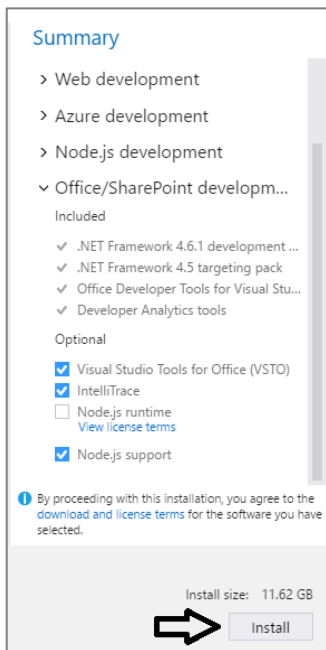 Summary
Web development
Azure development
Node.js development
Office/SharePoint developm...
Included
.NET Framework 4.6.1 development ...
.NET Framework 4.5 targeting pack
Office Developer Tools for Visual Stu...
Developer Analytics tools
Optional
Visual Studio Tools for Office (VSTO)
IntelliTrace
Node.js runtime
View license terms
Node.js support
By proceeding with this installation, you agree to the
download and license terms for the software you have
selected.
Install size: 11.62 GB
Install